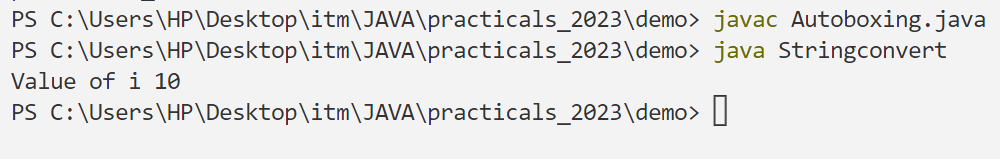 PS C:\Users\HP\Desktop\itm\JAVA\practicals_2023\demo> javac Autoboxing.java
PS C:\Users\HP\Desktop\itm\JAVA\practicals_2023\demo> java Stringconvert
Value of i 10
PS C:\Users\HP\Desktop\itm\JAVA\practicals_2023\demo>